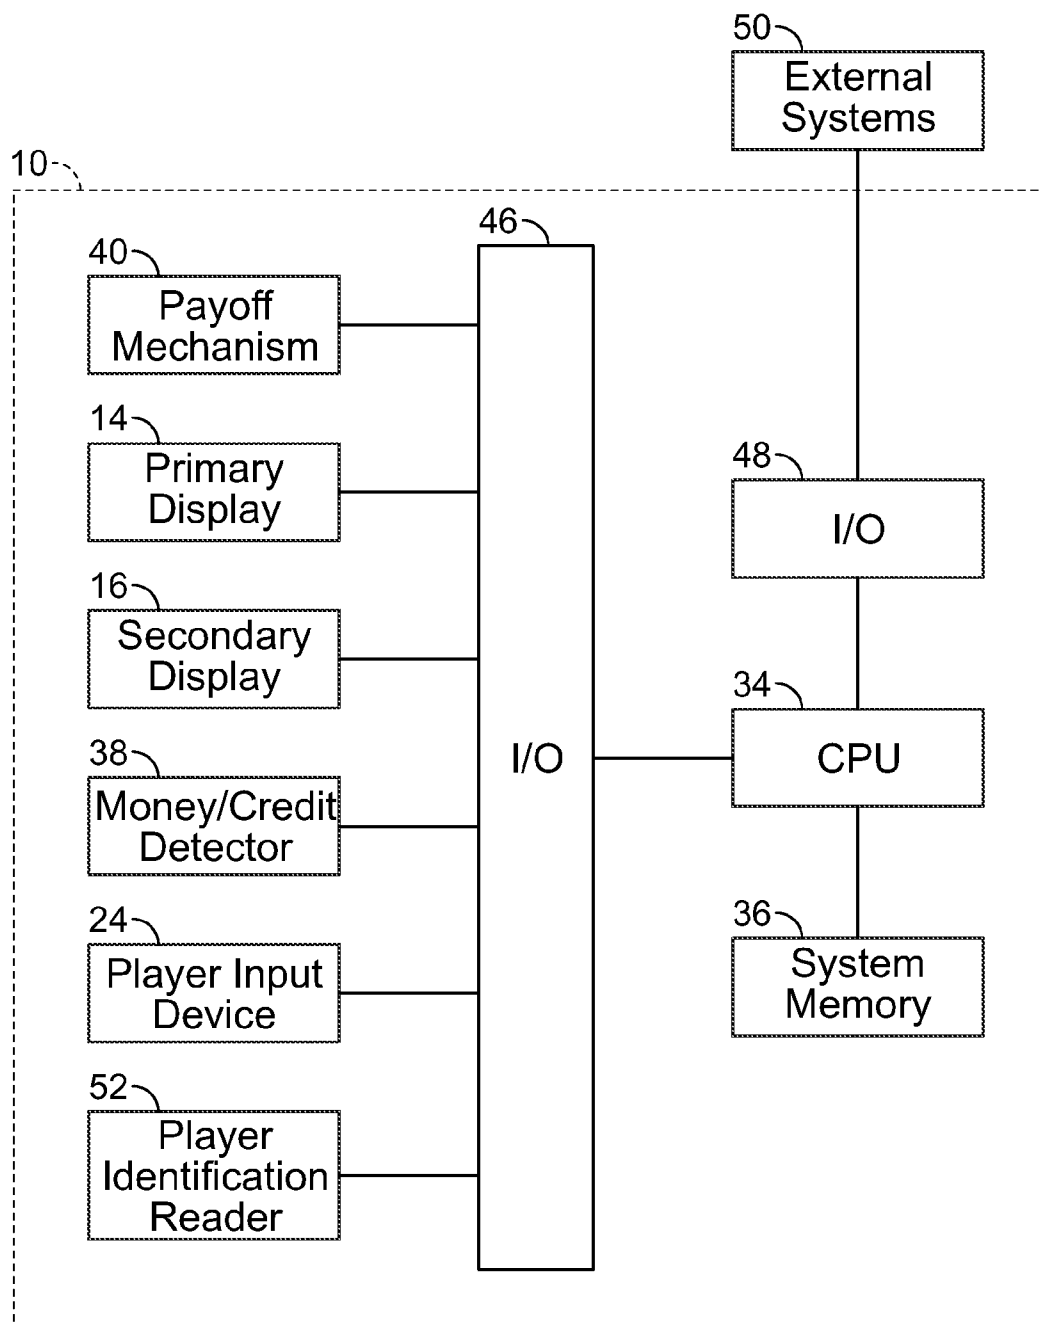 50
External
Systems
10
46
40
Payoff
Mechanism
14
Primary
Display
48
I/O
16
Secondary
Display
34
CPU
I/O
38
Money/Credit
Detector
24
Player Input
Device
36
System
Memory
52
Player
Identification
Reader